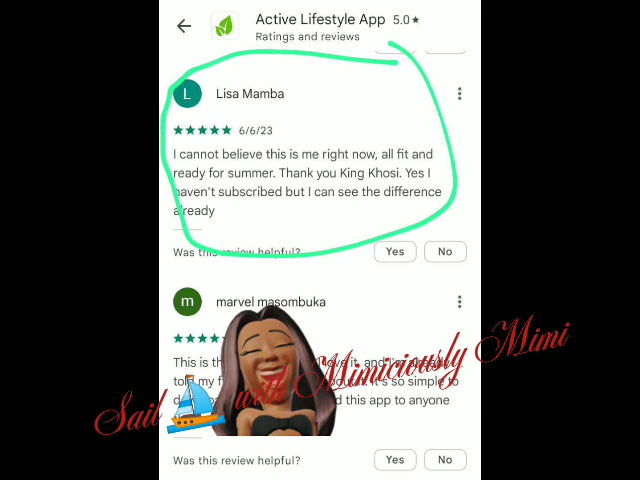 Active Lifestyle App 5.0★
Ratings and reviews
L Lisa Mamba
★★★★★ 6/6/23
I cannot believe this is me right now, all fit and
ready for summer. Thank you King Khosi. Yes I
haven't subscribed but I can see the difference
already
Was this review helpful? Yes No
m marvel masombuka
★★★★
This is th love it, and I'm
told my f It's so simple to
d this app to anyone
Sail with Mimiciously Mimi
Was this review helpful? Yes No